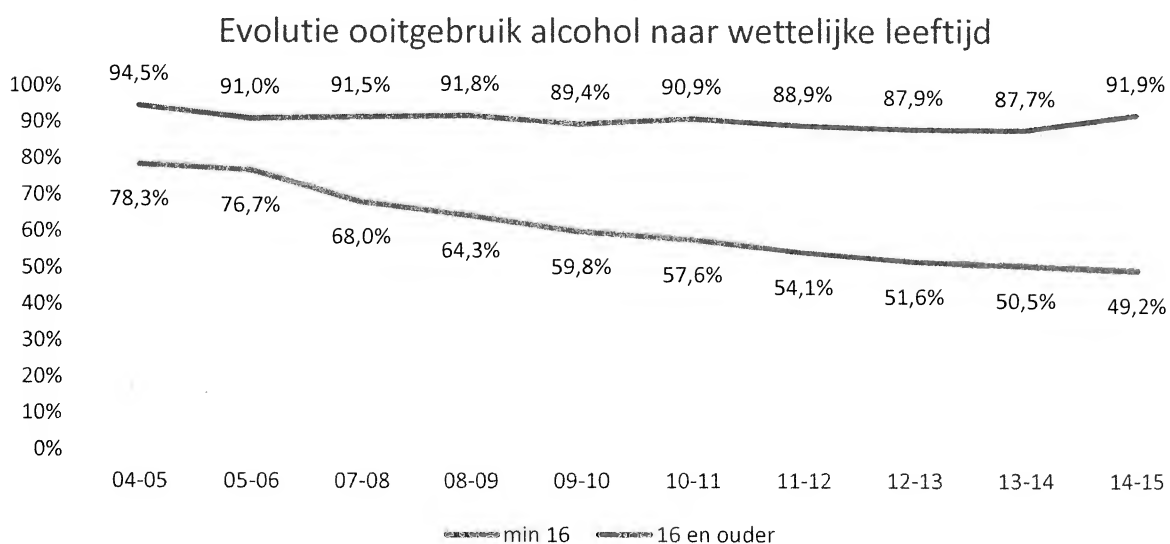 Evolutie ooitgebruik alcohol naar wettelijke leeftijd
94,5% 91,0% 91,5% 91,8% 89,4% 90,9% 88,9% 87,9% 87,7% 91,9%
100%
90%
80%
70%
60%
50%
40%
30%
20%
10%
0%
78,3% 76,7% 68,0% 64,3% 59,8% 57,6% 54,1% 51,6% 50,5% 49,2%
04-05 05-06 07-08 08-09 09-10 10-11 11-12 12-13 13-14 14-15
min 16 16 en ouder